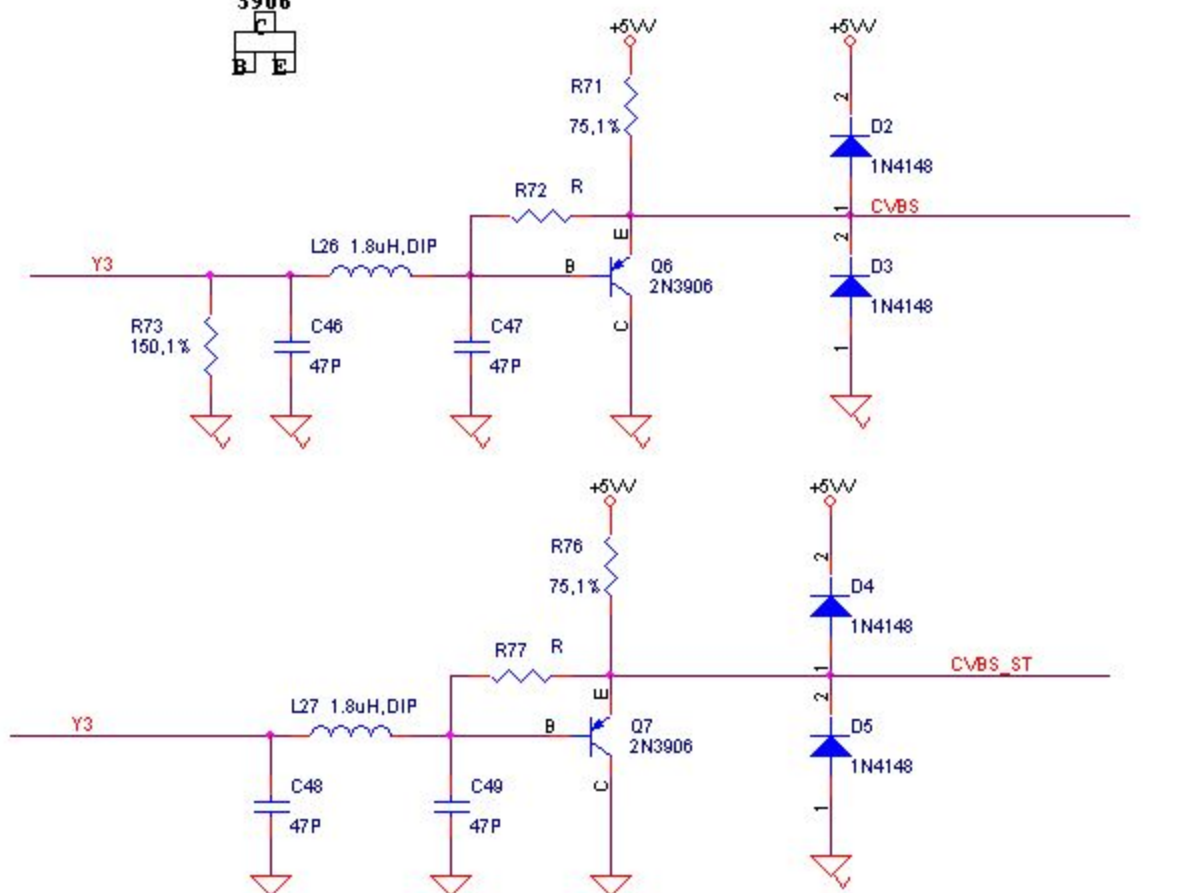 3906
C
B E
+5VV +5VV
R71
75,1%
2
D2
1N4148
R72 R
1
CVBS
E
2
L26 1.8uH,DIP
Y3
B
Q6
2N3906
D3
1N4148
R73
150,1%
C46
47P
C47
47P
C
1
+5VV +5VV
R76
75,1%
2
D4
1N4148
R77 R
1
CVBS_ST
E
2
L27 1.8uH,DIP
Y3
B
Q7
2N3906
D5
1N4148
C48
47P
C49
47P
C
1